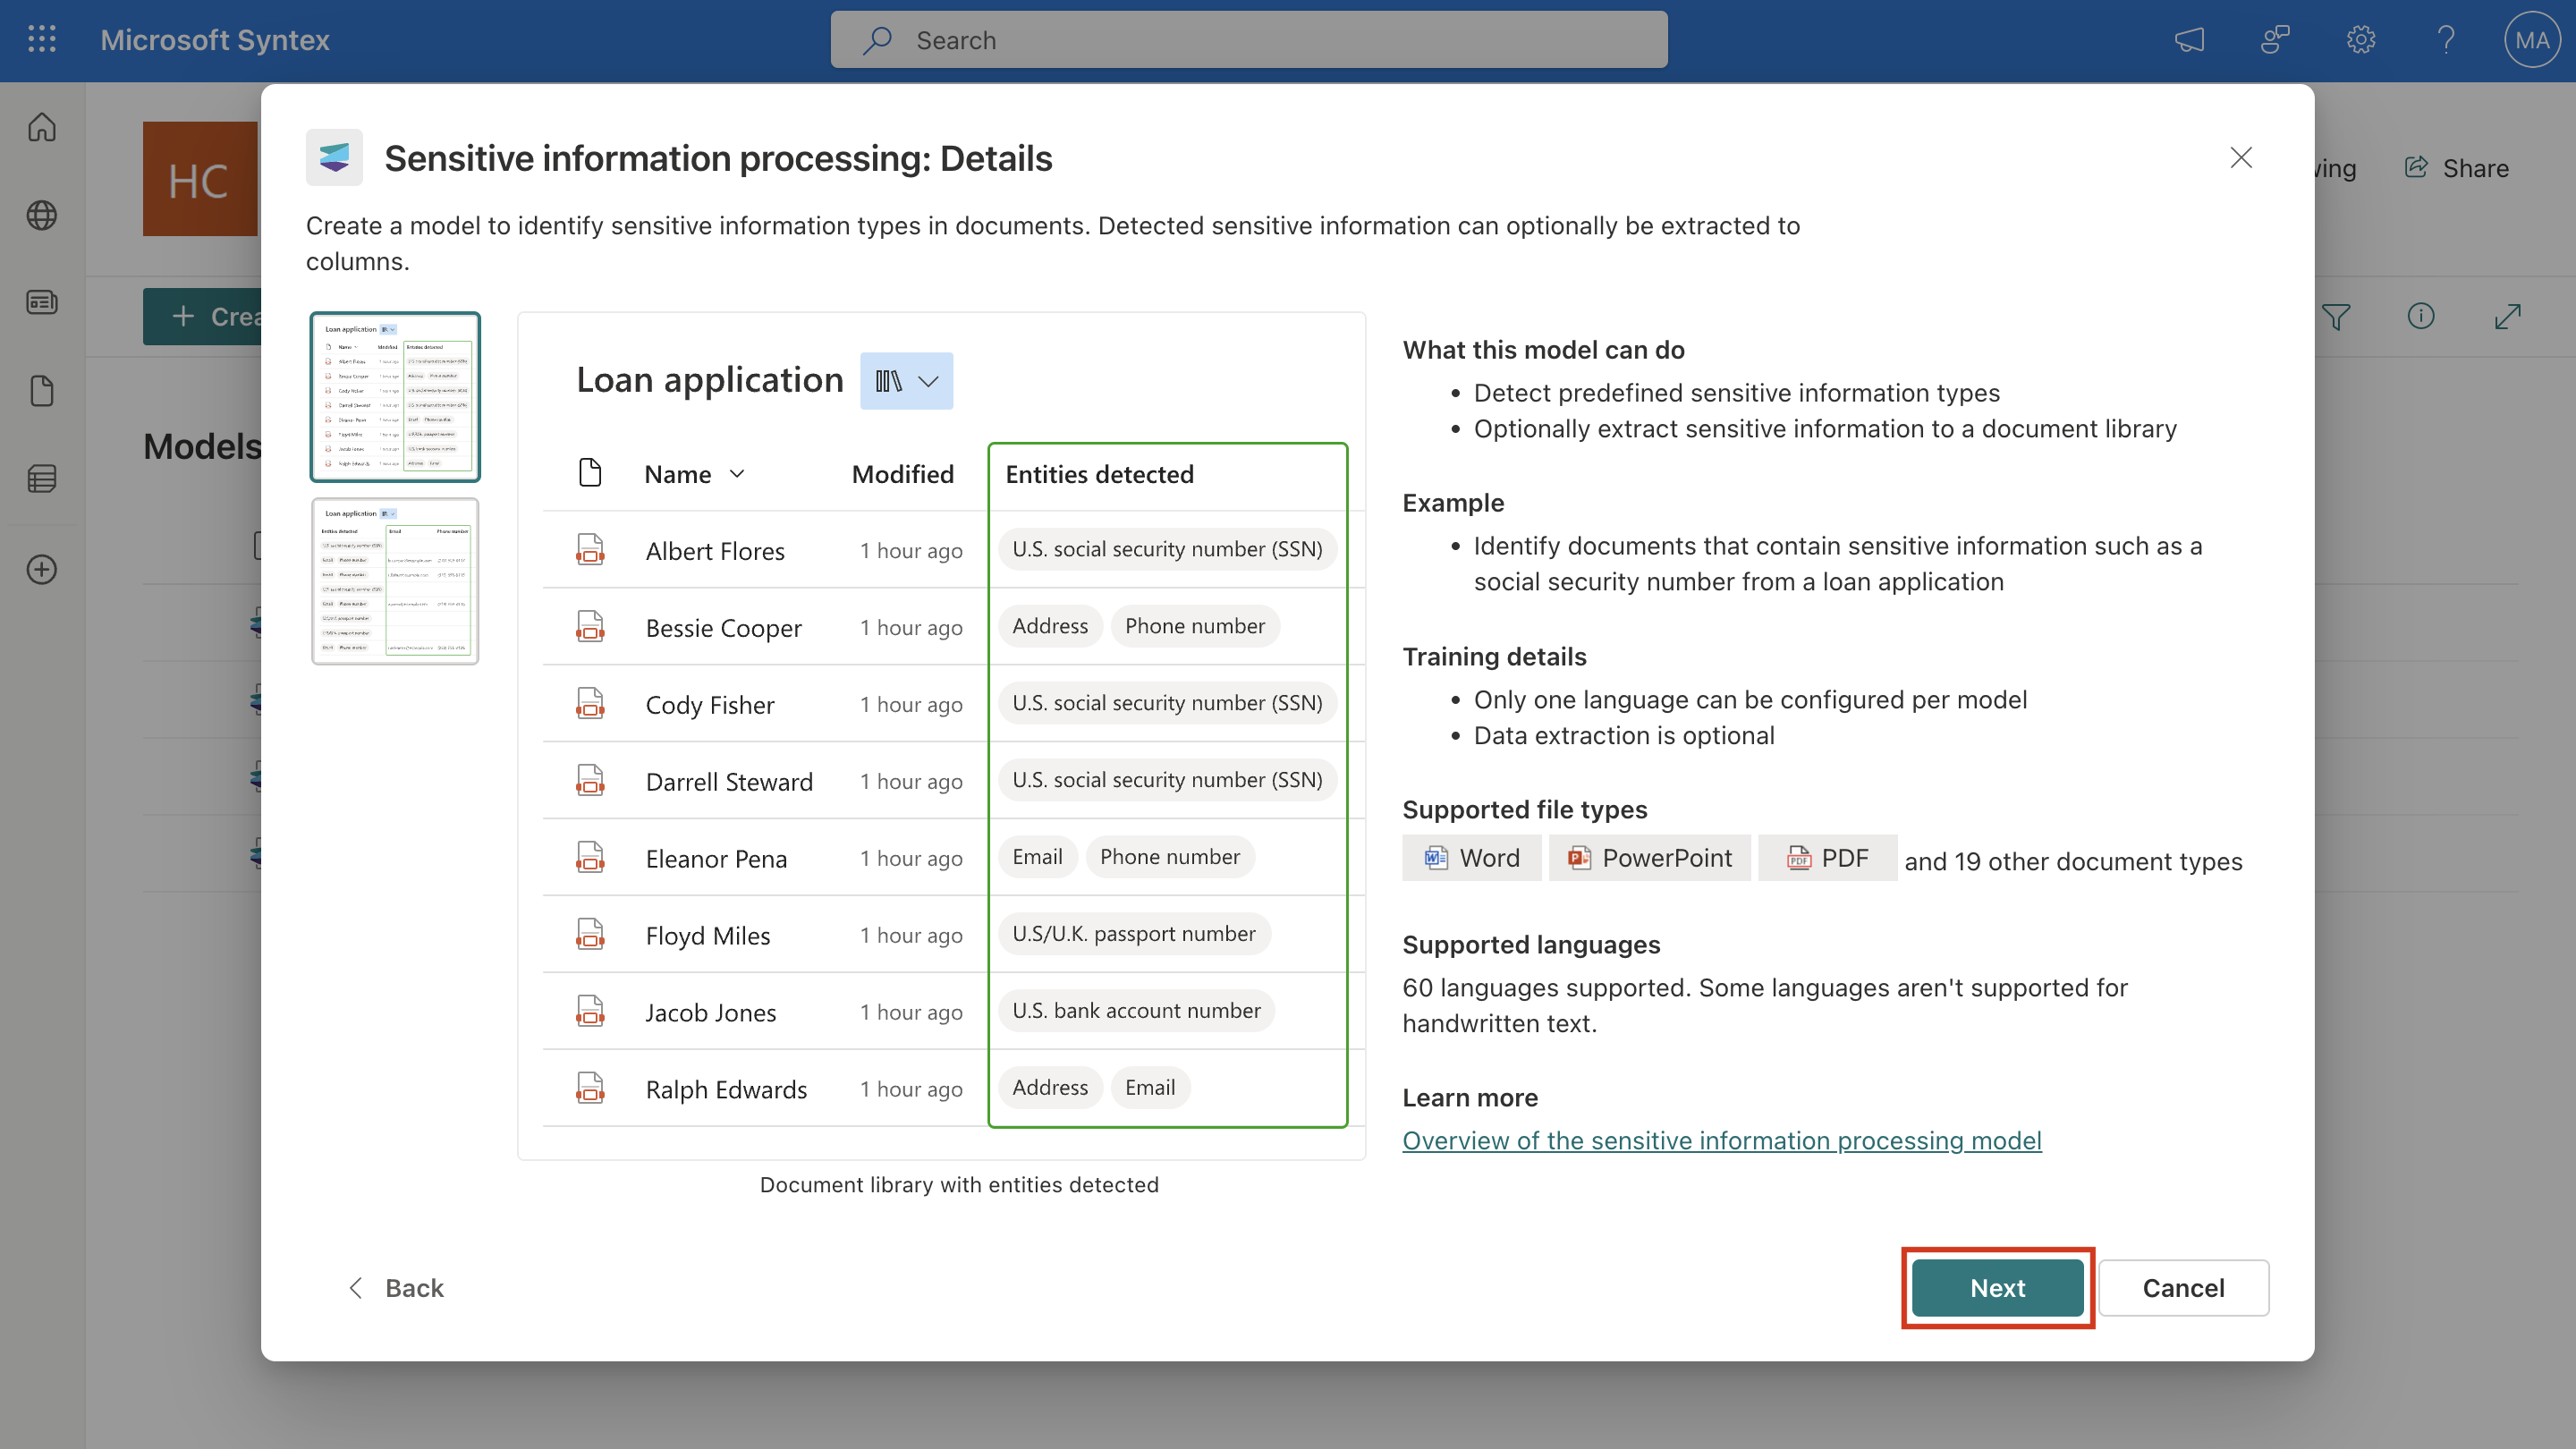 Microsoft Syntex
Search
MA
HC
ving
Share
Crea
Models
Sensitive information processing: Details
Create a model to identify sensitive information types in documents. Detected sensitive information can optionally be extracted to
columns.
Loan application
Name
Modified
Entities detected
Albert Flores
1 hour ago
U.S. social security number (SSN)
Bessie Cooper
1 hour ago
Address
Phone number
Cody Fisher
1 hour ago
U.S. social security number (SSN)
Darrell Steward
1 hour ago
U.S. social security number (SSN)
Eleanor Pena
1 hour ago
Email
Phone number
Floyd Miles
1 hour ago
U.S/U.K. passport number
Jacob Jones
1 hour ago
U.S. bank account number
Ralph Edwards
1 hour ago
Address
Email
Document library with entities detected
What this model can do
• Detect predefined sensitive information types
• Optionally extract sensitive information to a document library
Example
• Identify documents that contain sensitive information such as a
social security number from a loan application
Training details
• Only one language can be configured per model
• Data extraction is optional
Supported file types
Word
PowerPoint
PDF
and 19 other document types
Supported languages
60 languages supported. Some languages aren't supported for
handwritten text.
Learn more
Overview of the sensitive information processing model
Back
Next
Cancel